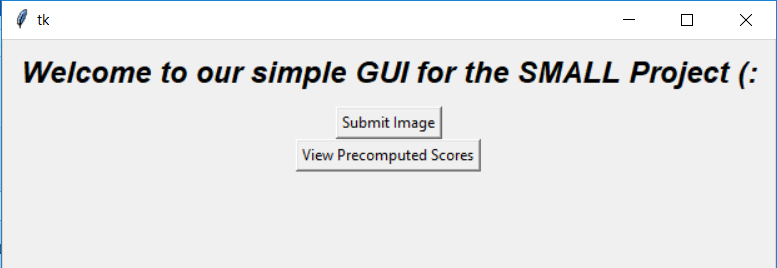 tk
Welcome to our simple GUI for the SMALL Project (:
Submit Image
View Precomputed Scores